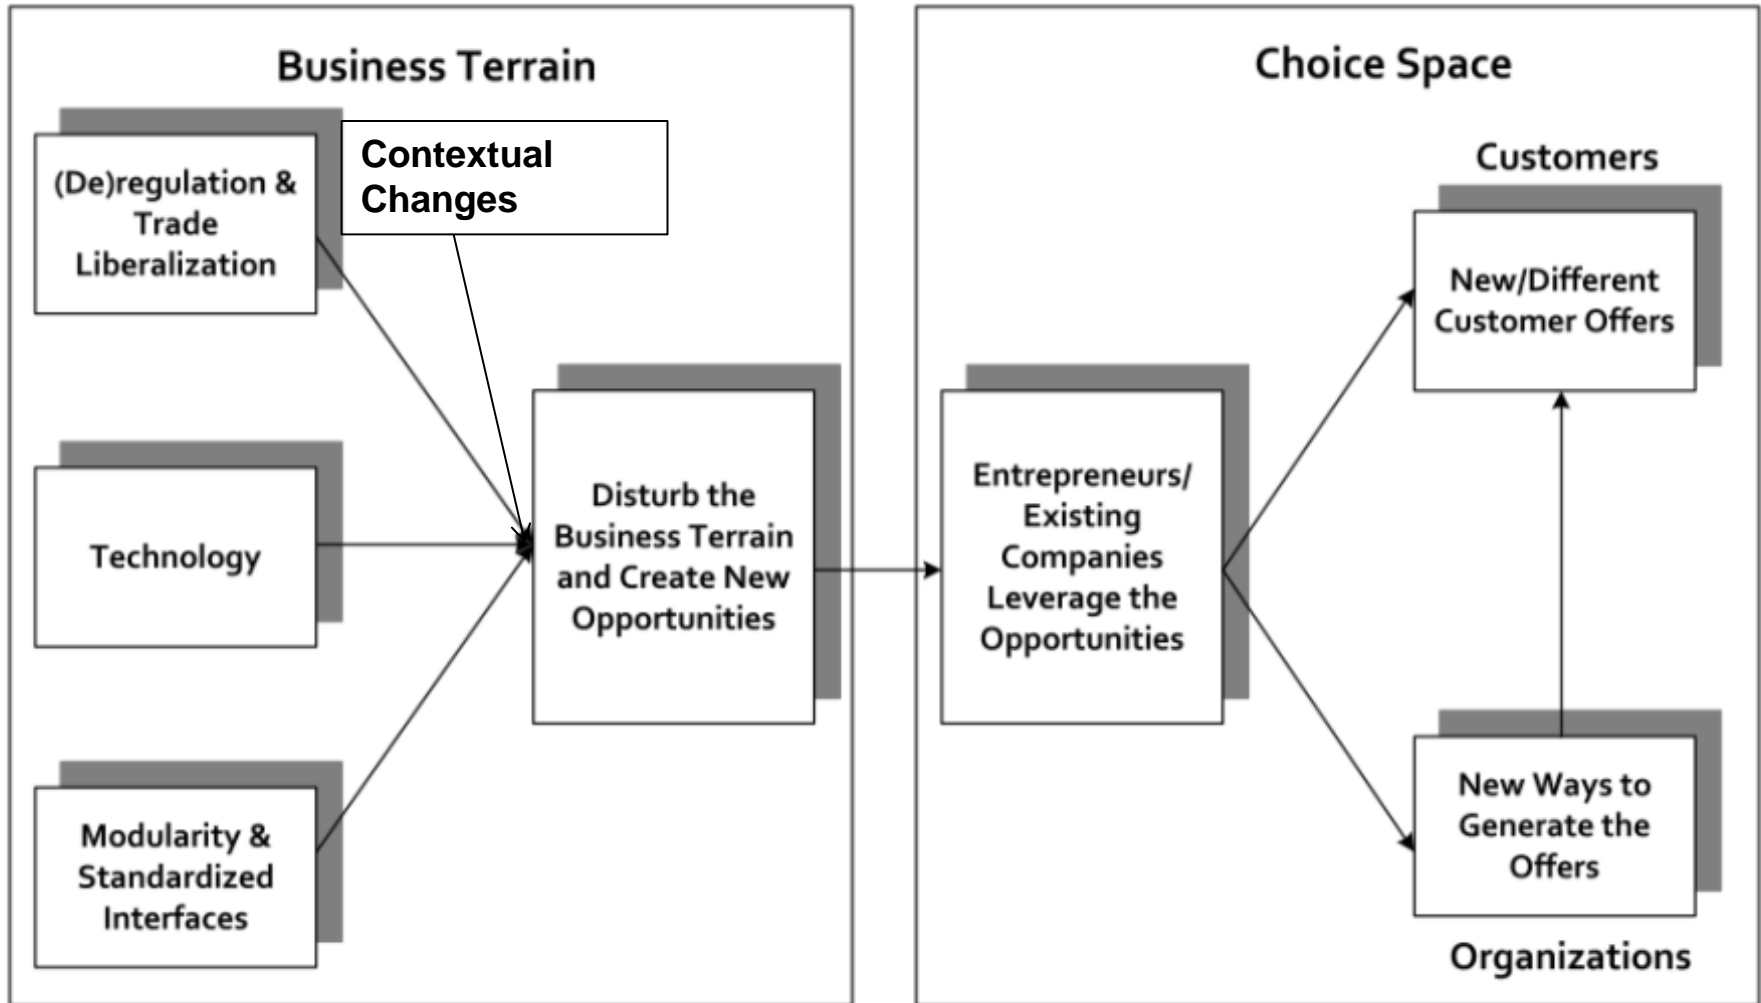 Business Terrain
(De)regulation &
Trade
Liberalization
Contextual
Changes
Technology
Modularity &
Standardized
Interfaces
Disturb the
Business Terrain
and Create New
Opportunities
Choice Space
Entrepreneurs/
Existing
Companies
Leverage the
Opportunities
Customers
New/Different
Customer Offers
New Ways to
Generate the
Offers
Organizations